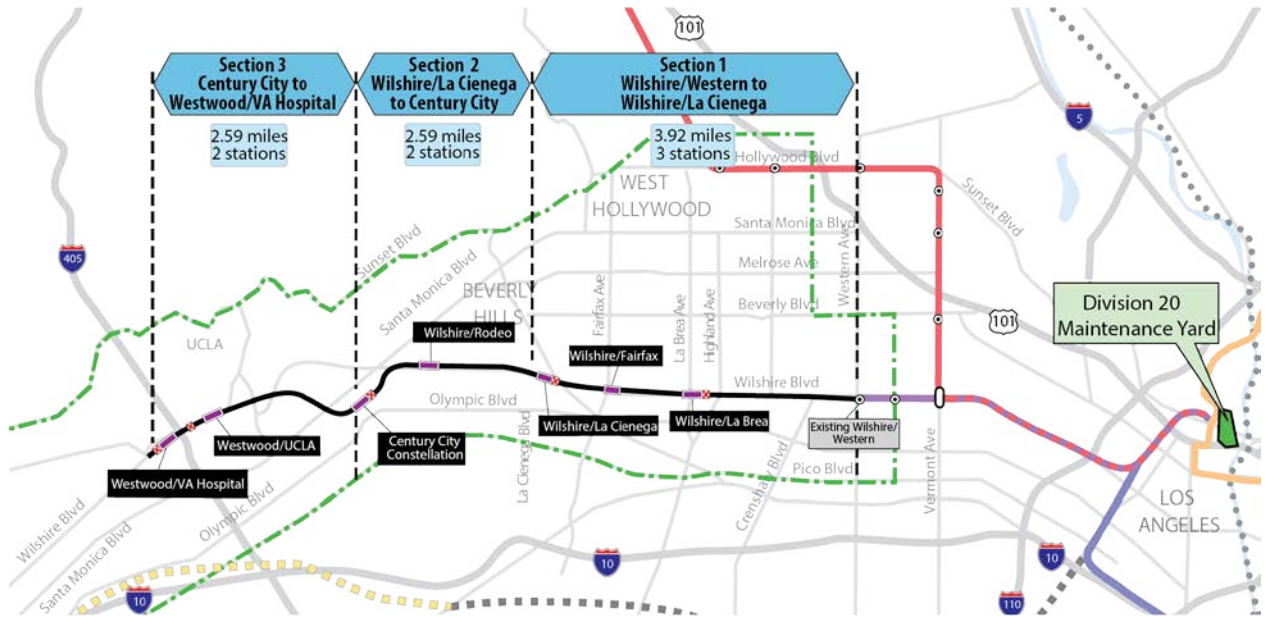 101
Section 3
Century City to
Westwood/VA Hospital
Section 2
Wilshire/La Cienega
to Century City
Section 1
Wilshire/Western to
Wilshire/La Cienega
2.59 miles
2 stations
2.59 miles
2 stations
3.92 miles
3 stations
5
Hollywood Blvd
WEST
HOLLYWOOD
Sunset Blvd
Santa Monica Blvd
Sunset Blvd
405
Santa Monica Blvd
Melrose Ave
Western Ave
BEVERLY
HILLS
Fairfax Ave
La Brea Ave
Highland Ave
Beverly Blvd
101
Division 20
Maintenance Yard
UCLA
Wilshire/Rodeo
Wilshire/Fairfax
Wilshire Blvd
Olympic Blvd
Westwood/UCLA
Century City
Constellation
Wilshire/La Cienega
Wilshire/La Brea
Existing Wilshire/
Western
Westwood/VA Hospital
La Cienega Blvd
Pico Blvd
Crenshaw Blvd
Vermont Ave
LOS
ANGELES
Wilshire Blvd
Santa Monica Blvd
Olympic Blvd
10
10
10
110